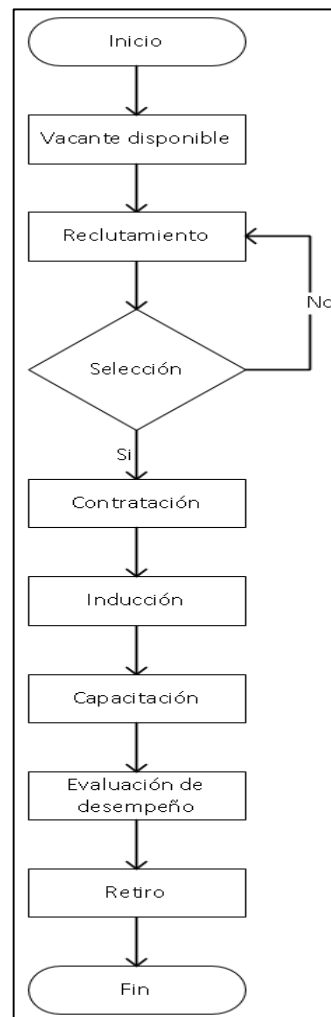 Inicio
Vacante disponible
Reclutamiento
No
Selección
Si
Contratación
Inducción
Capacitación
Evaluación de
desempeño
Retiro
Fin